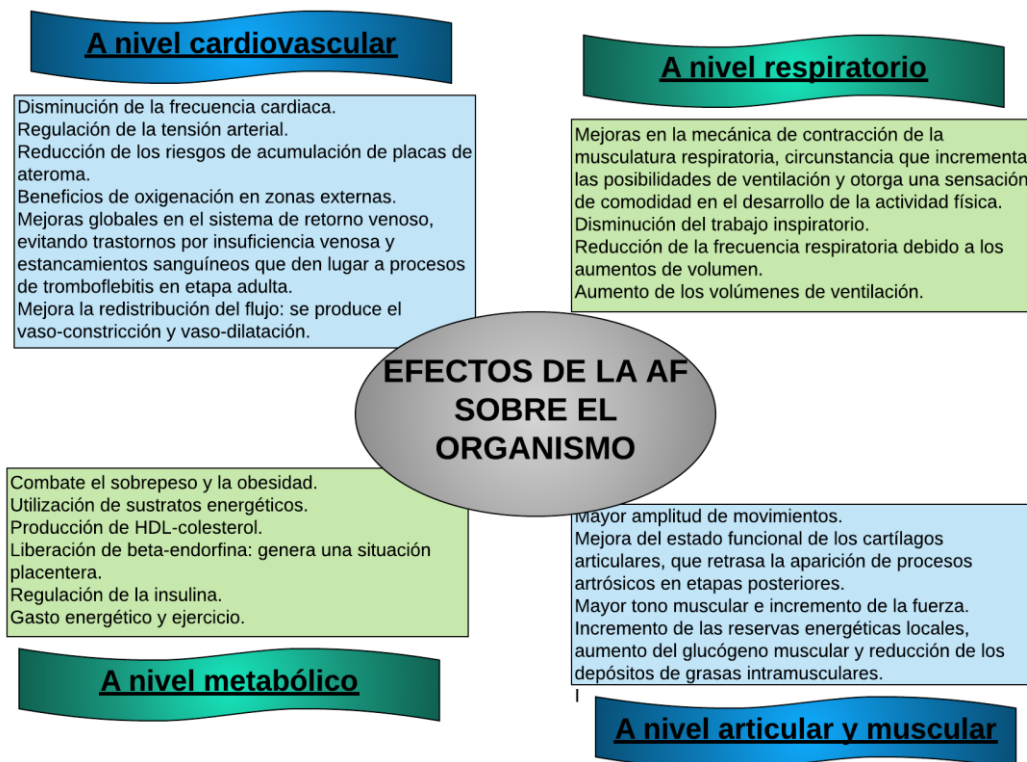 A nivel cardiovascular
Disminución de la frecuencia cardiaca.
Regulación de la tensión arterial.
Reducción de los riesgos de acumulación de placas de
ateroma.
Beneficios de oxigenación en zonas externas.
Mejoras globales en el sistema de retorno venoso,
evitando trastornos por insuficiencia venosa y
estancamientos sanguíneos que den lugar a procesos
de tromboflebitis en etapa adulta.
Mejora la redistribución del flujo: se produce el
vaso-constricción y vaso-dilatación.
A nivel respiratorio
Mejoras en la mecánica de contracción de la
musculatura respiratoria, circunstancia que incrementa
las posibilidades de ventilación y otorga una sensación
de comodidad en el desarrollo de la actividad física.
Disminución del trabajo inspiratorio.
Reducción de la frecuencia respiratoria debido a los
aumentos de volumen.
Aumento de los volúmenes de ventilación.
EFECTOS DE LA AF
SOBRE EL
ORGANISMO
Combate el sobrepeso y la obesidad.
Utilización de sustratos energéticos.
Producción de HDL-colesterol.
Liberación de beta-endorfina: genera una situación
placentera.
Regulación de la insulina.
Gasto energético y ejercicio.
A nivel metabólico
Mayor amplitud de movimientos.
Mejora del estado funcional de los cartílagos
articulares, que retrasa la aparición de procesos
artrósicos en etapas posteriores.
Mayor tono muscular e incremento de la fuerza.
Incremento de las reservas energéticas locales,
aumento del glucógeno muscular y reducción de los
depósitos de grasas intramusculares.
l
A nivel articular y muscular